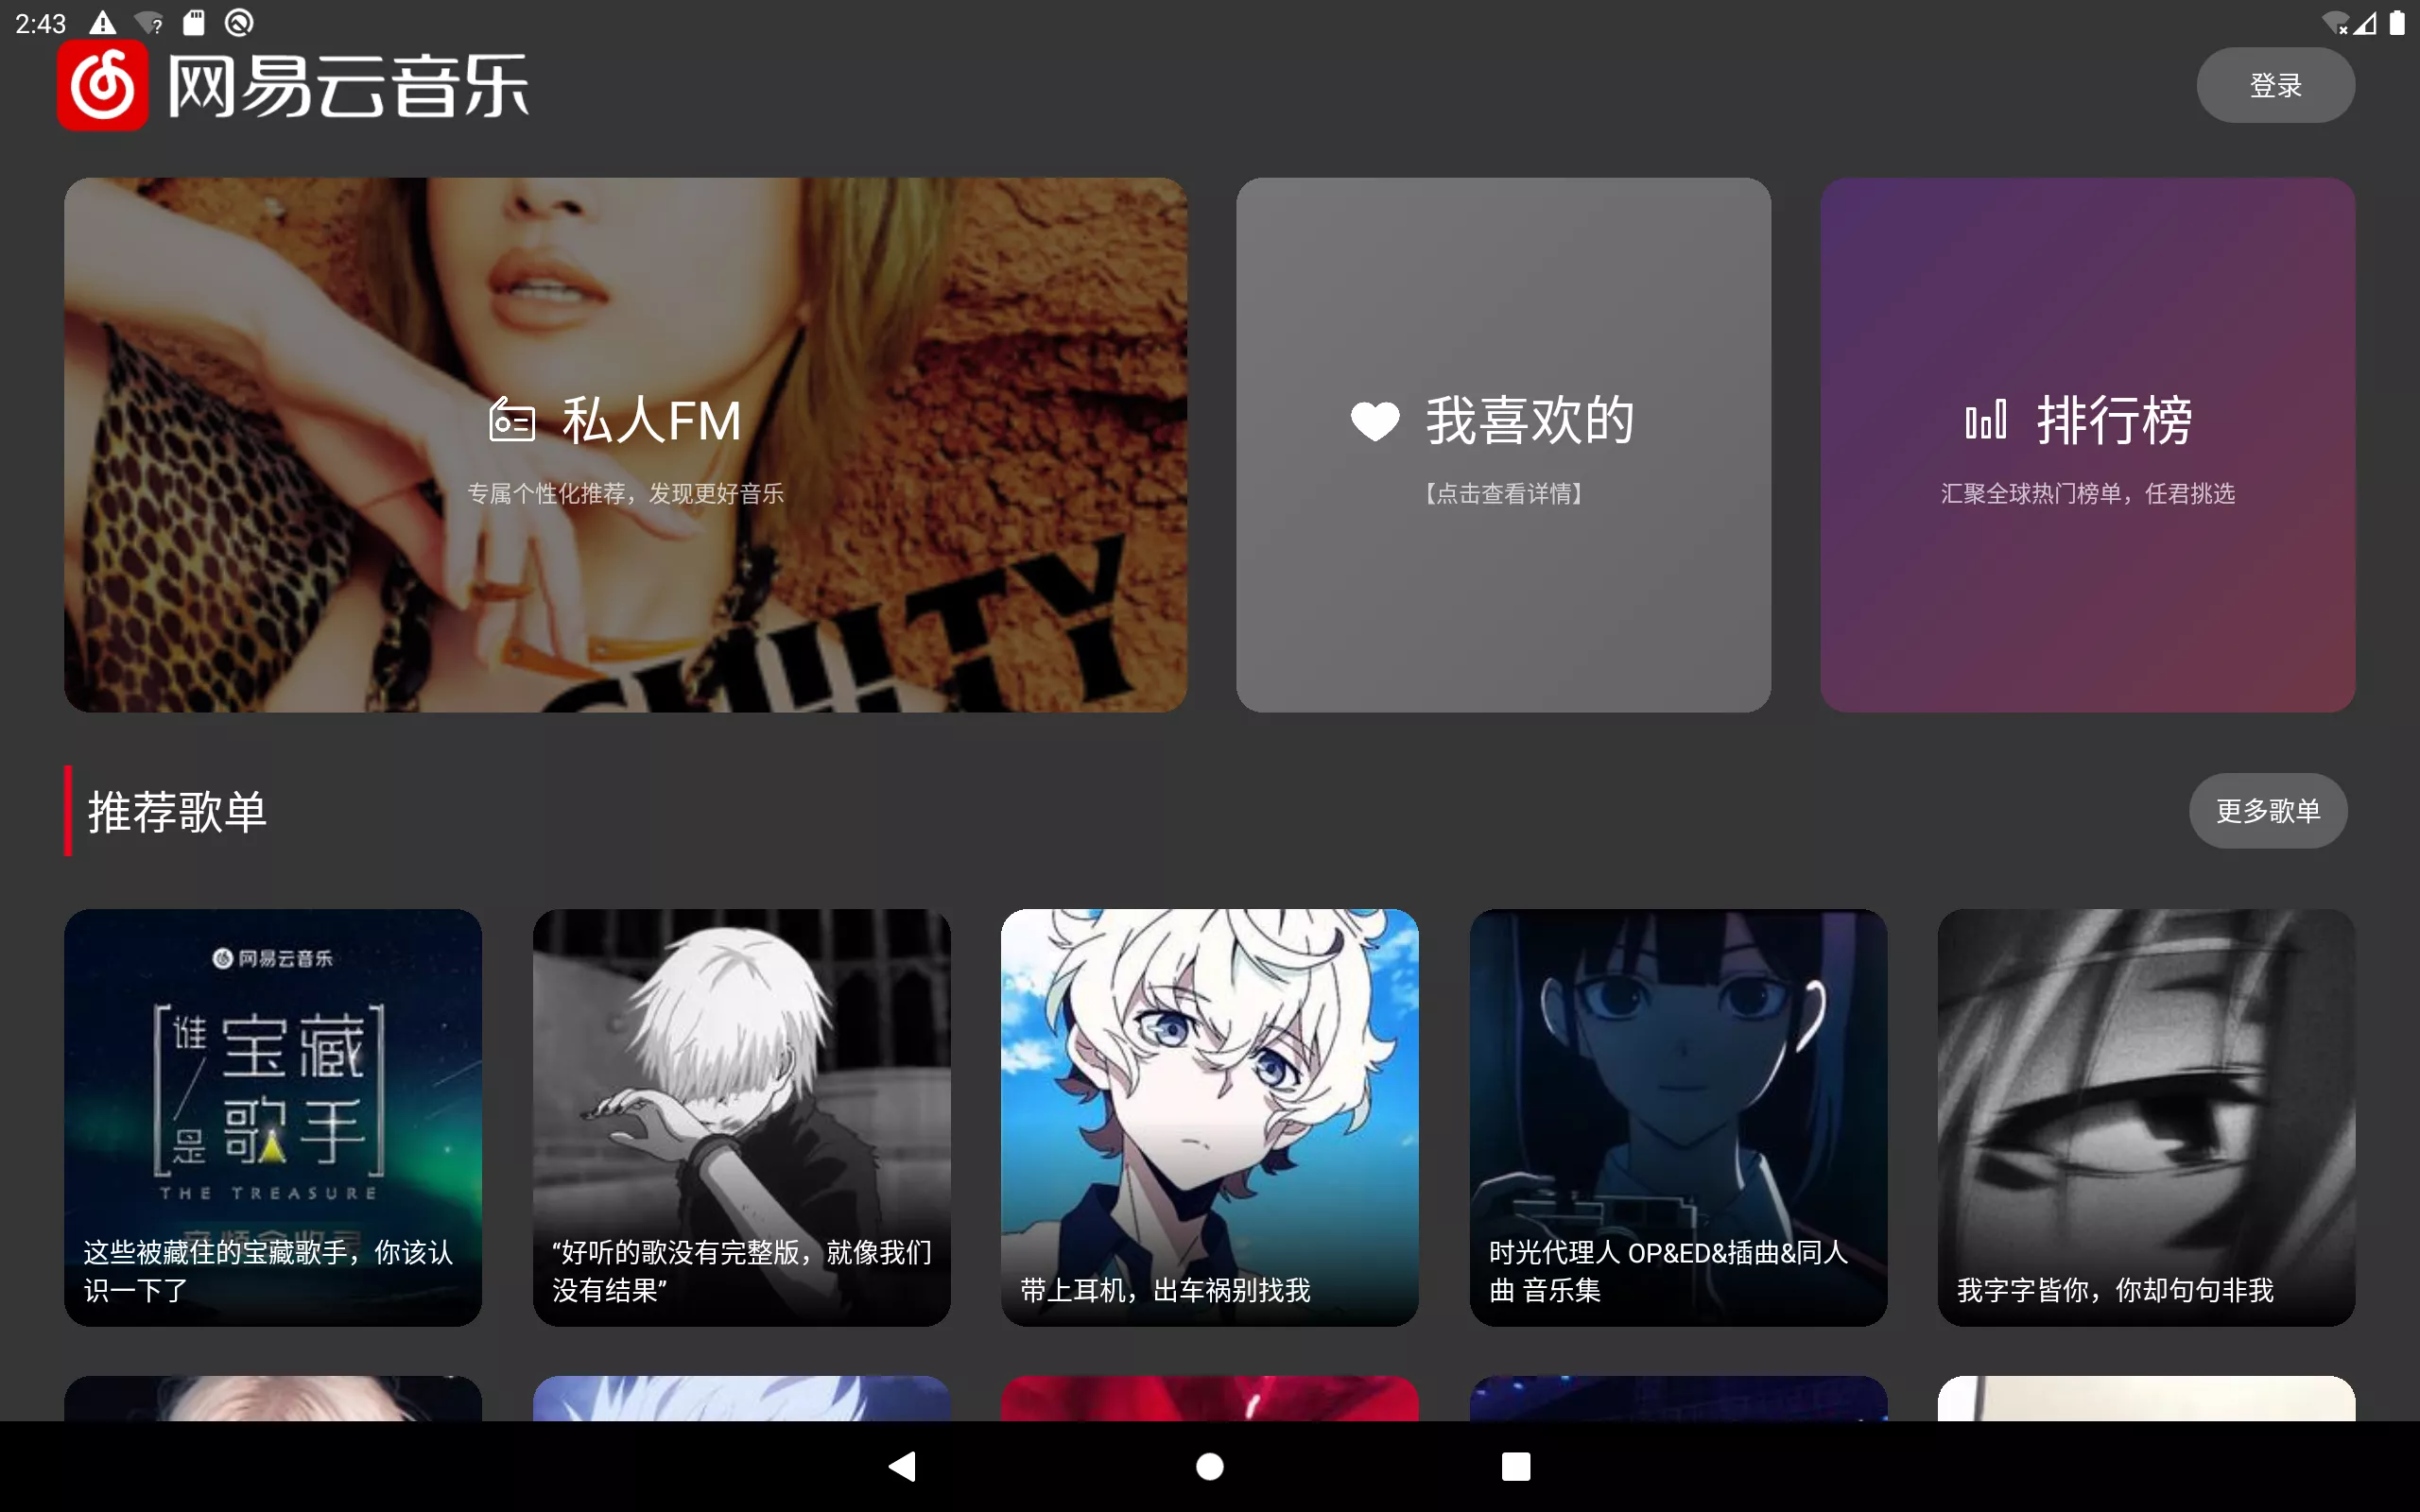 2:43
网易云音乐
登录
私人FM
专属个性化推荐，发现更好音乐
我喜欢的
【点击查看详情】
排行榜
汇聚全球热门榜单，任君挑选
GUILTY
推荐歌单
更多歌单
网易云音乐
谁是宝藏歌手
THE TREASURE
这些被藏住的宝藏歌手，你该认
识一下了
“好听的歌没有完整版，就像我们
没有结果”
带上耳机，出车祸别找我
时光代理人 OP&ED&插曲&同人
曲 音乐集
我字字皆你，你却句句非我